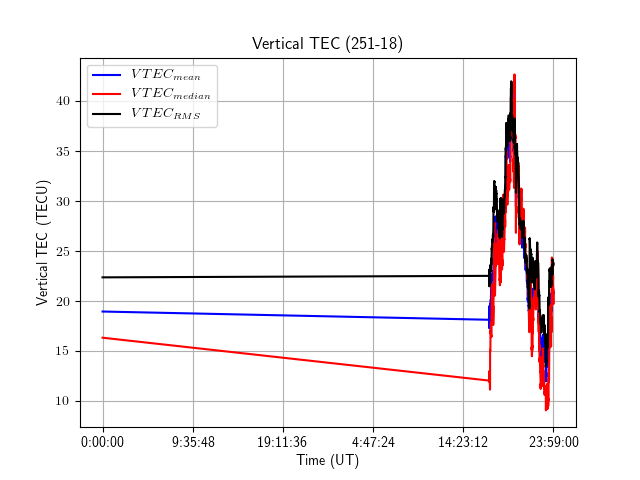 Vertical TEC (251-18)
VTEC_mean
VTEC_median
VTEC_RMS
Vertical TEC (TECU)
40
35
30
25
20
15
10
0:00:00 9:35:48 19:11:36 4:47:24 14:23:12 23:59:00
Time (UT)